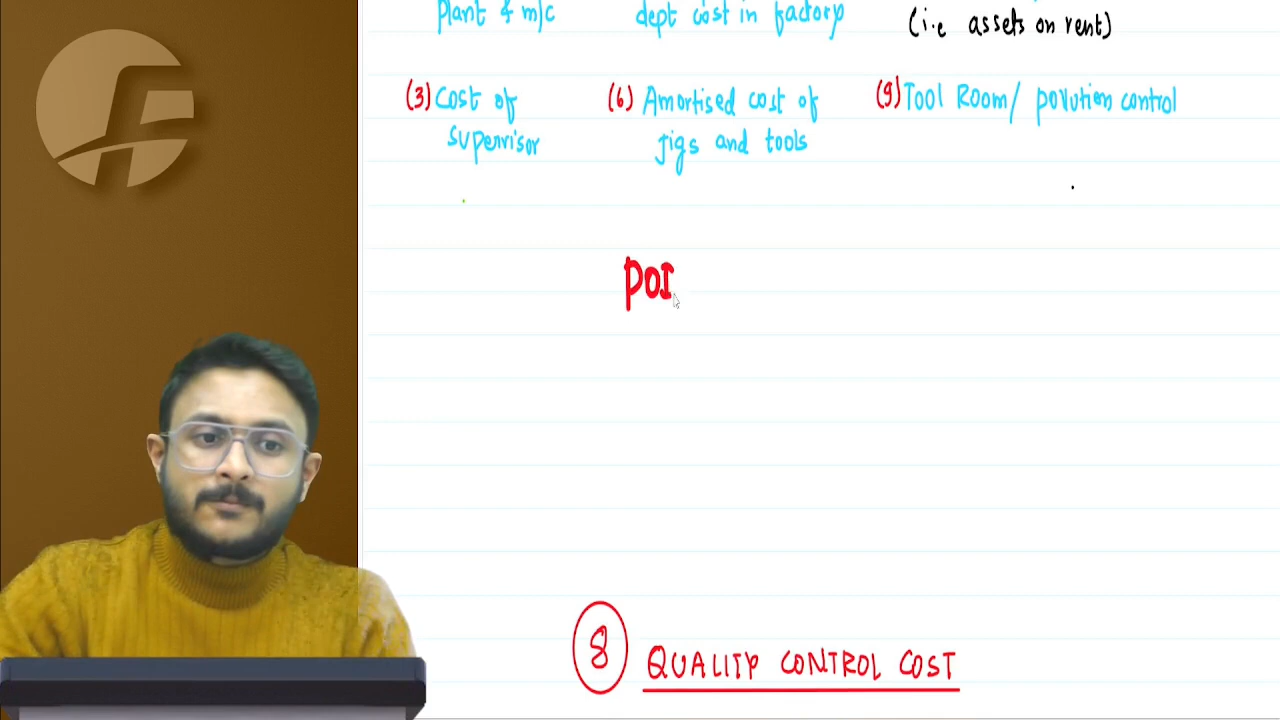 plant & m/c dept cost in factory (i.e assets on rent)
(3) Cost of supervisor
(6) Amortised cost of jigs and tools
(9) Tool Room/ pollution control
POI
8 QUALITY CONTROL COST